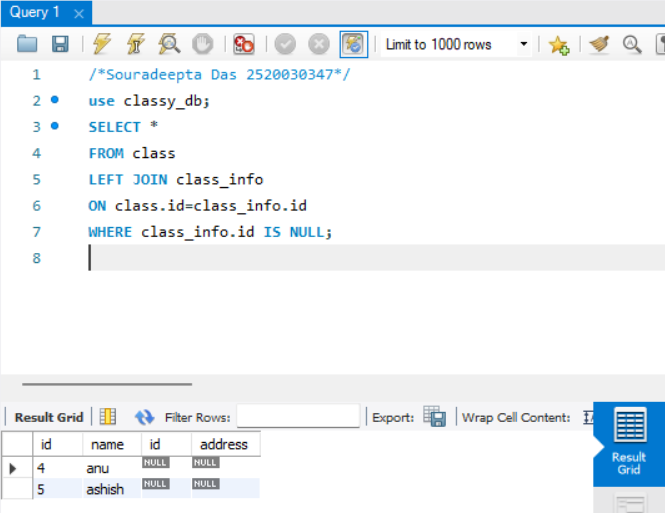 Query 1
Limit to 1000 rows
1 /*Souradeepta Das 2520030347*/
2 use classy_db;
3 SELECT *
4 FROM class
5 LEFT JOIN class_info
6 ON class.id=class_info.id
7 WHERE class_info.id IS NULL;
8
Result Grid Filter Rows: Export: Wrap Cell Content:
id name id address
4 anu NULL NULL
5 ashish NULL NULL
Result
Grid